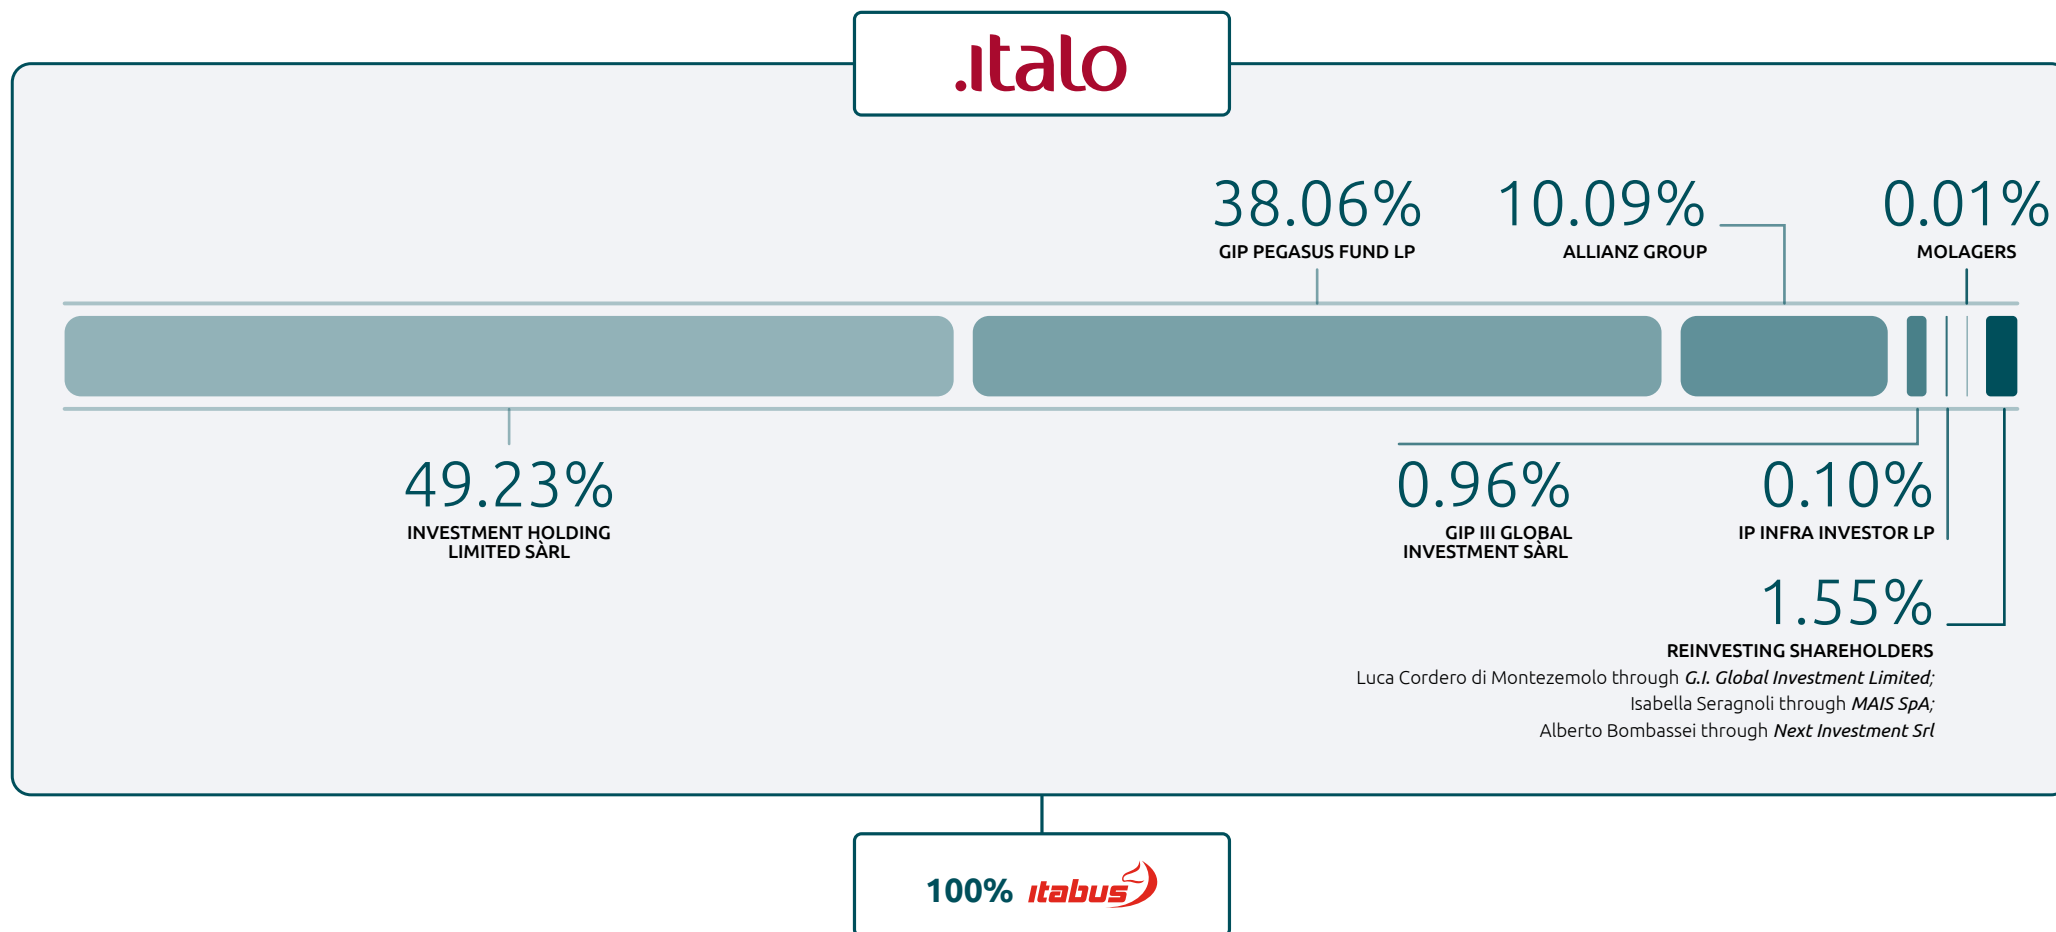 .ıtalo
38.06%
GIP PEGASUS FUND LP
10.09%
ALLIANZ GROUP
0.01%
MOLAGERS
49.23%
INVESTMENT HOLDING
LIMITED SÀRL
0.96%
GIP III GLOBAL
INVESTMENT SÀRL
0.10%
IP INFRA INVESTOR LP
1.55%
REINVESTING SHAREHOLDERS
Luca Cordero di Montezemolo through G.I. Global Investment Limited;
Isabella Seragnoli through MAIS SpA;
Alberto Bombassei through Next Investment Srl
100% ıtabus